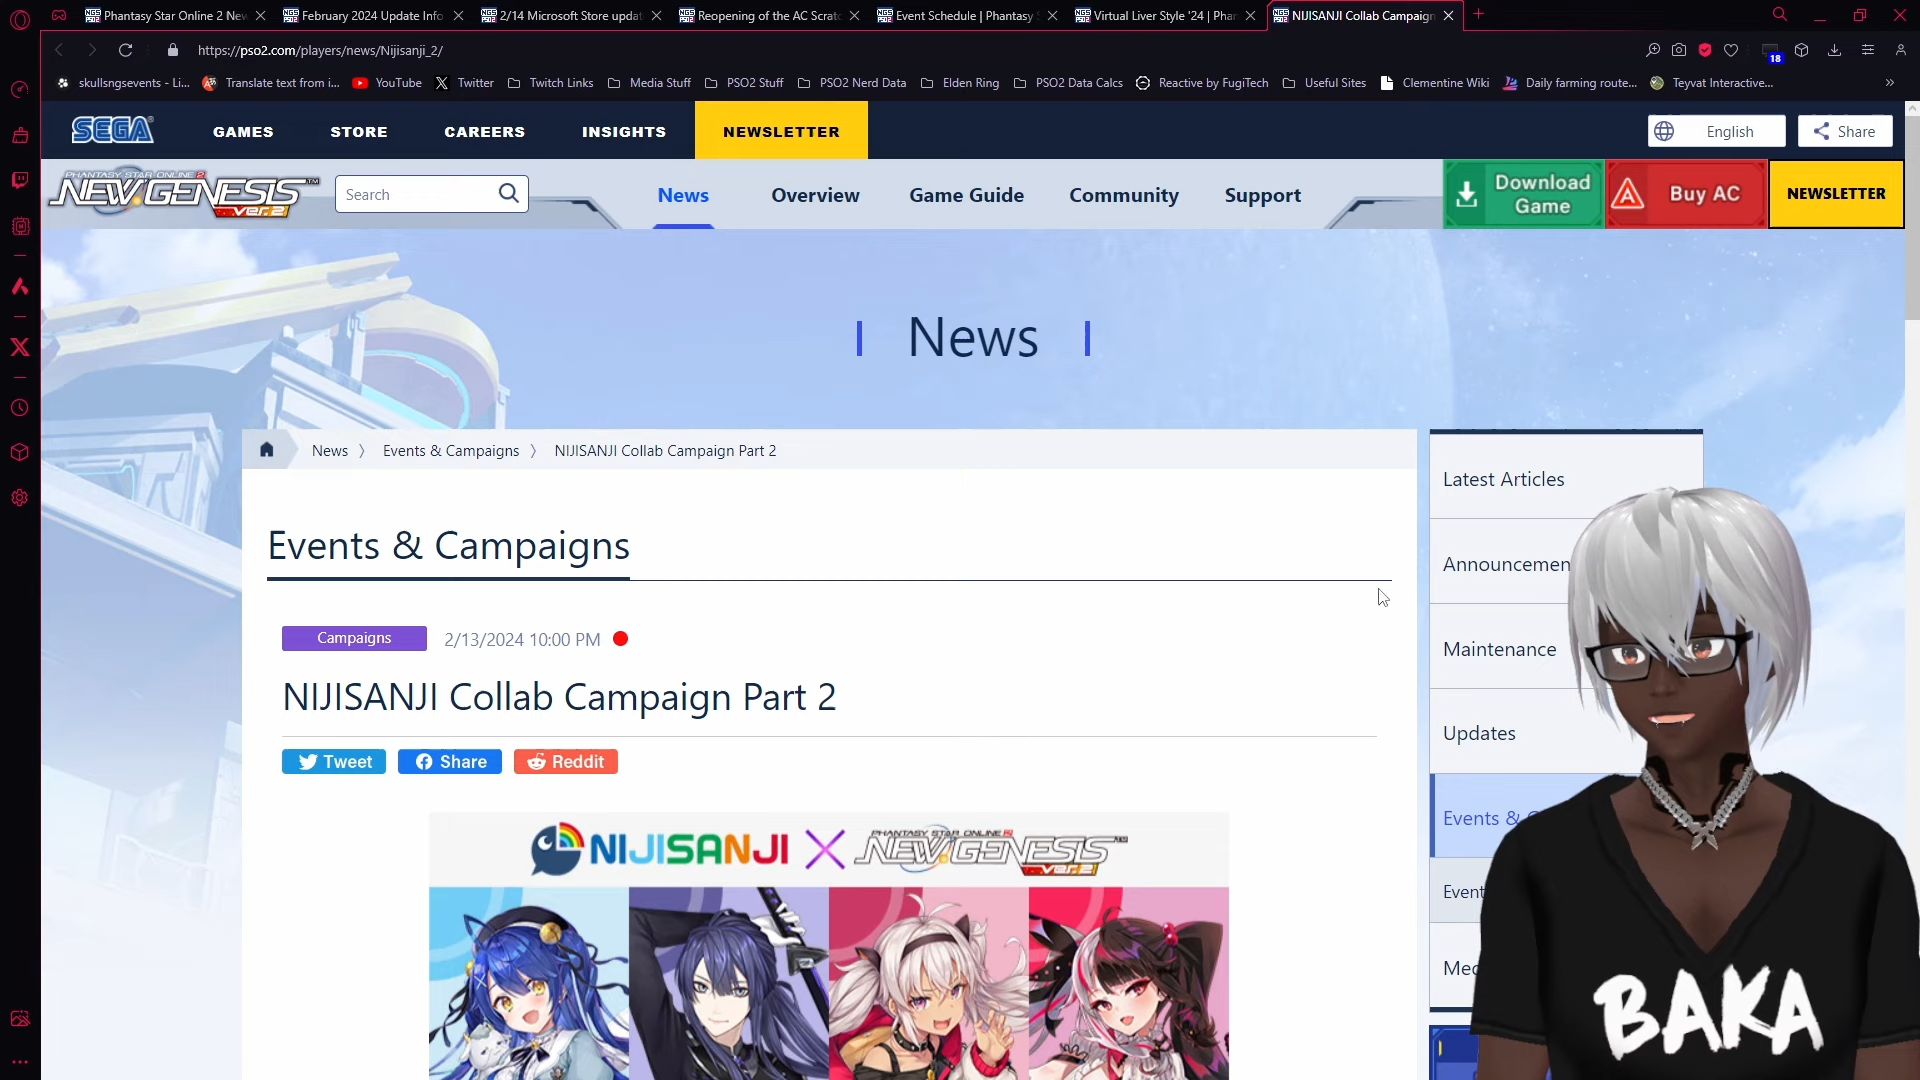 Phantasy Star Online 2 New
February 2024 Update Info
2/14 Microsoft Store updat
Reopening of the AC Scratc
Event Schedule | Phantasy S
Virtual Liver Style '24 | Phan
NIJISANJI Collab Campaign
https://pso2.com/players/news/Nijisanji_2/
18
skullsngsevents - Li...
Translate text from i...
YouTube
Twitter
Twitch Links
Media Stuff
PSO2 Stuff
PSO2 Nerd Data
Elden Ring
PSO2 Data Calcs
Reactive by FugiTech
Useful Sites
Clementine Wiki
Daily farming route...
Teyvat Interactive...
SEGA
GAMES
STORE
CAREERS
INSIGHTS
NEWSLETTER
English
Share
PHANTASY STAR ONLINE 2
NEW GENESIS
ver.2
Search
News
Overview
Game Guide
Community
Support
Download
Game
Buy AC
NEWSLETTER
News
News
Events & Campaigns
NIJISANJI Collab Campaign Part 2
Events & Campaigns
Campaigns
2/13/2024 10:00 PM
NIJISANJI Collab Campaign Part 2
Tweet
Share
Reddit
NIJISANJI
PHANTASY STAR ONLINE 2
NEW GENESIS
ver.2
Latest Articles
Announcemen
Maintenance
Updates
Events &
Event
Med
BAKA